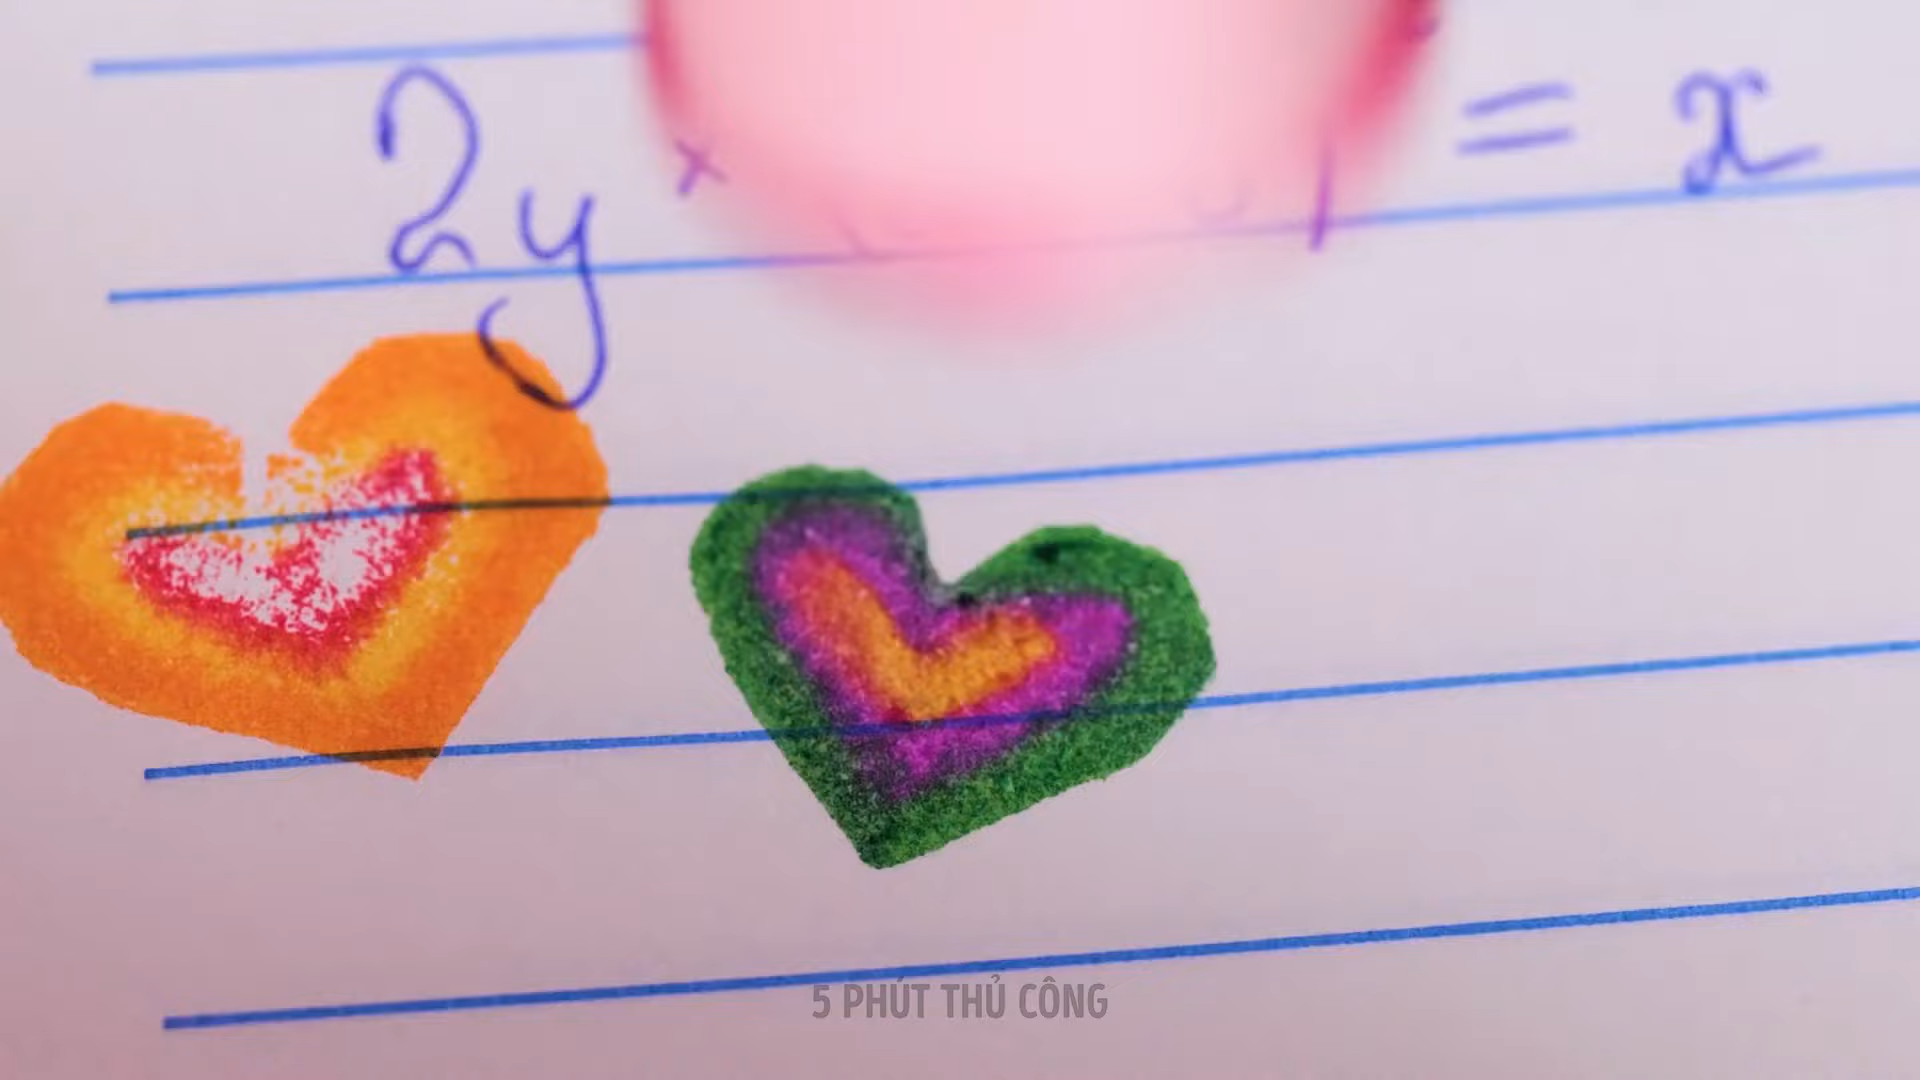 2y = x
5 PHÚT THỦ CÔNG